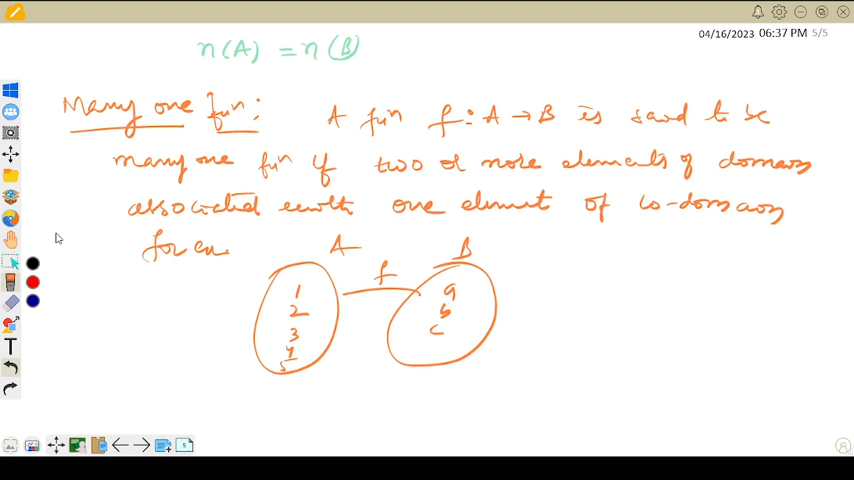 04/16/2023 06:37 PM 5/5
n(A) = n(B)
Many one fun: A fun f: A → B is said to be
many one fun if two or more elements of domain
associated with one element of co-domain
for ex
A B
f
1 a
2 b
3 c
4
5
T
5